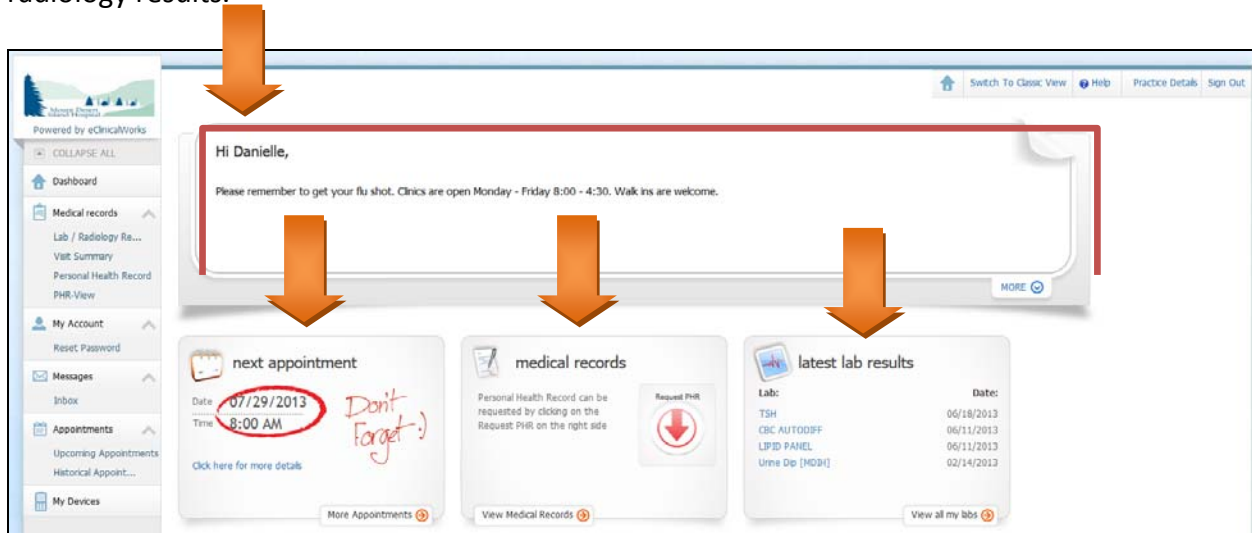 radiology results.
Switch To Classic View Help Practice Details Sign Out
Mount Desert
Island Hospital
Powered by eClinicalWorks
COLLAPSE ALL
Dashboard
Medical records
Lab / Radiology Re...
Visit Summary
Personal Health Record
PHR-View
My Account
Reset Password
Messages
Inbox
Appointments
Upcoming Appointments
Historical Appoint...
My Devices
Hi Danielle,
Please remember to get your flu shot. Clinics are open Monday - Friday 8:00 - 4:30. Walk ins are welcome.
MORE
next appointment
Date 07/29/2013
Time 8:00 AM
Don't
Forget :)
Click here for more details
More Appointments
medical records
Personal Health Record can be
requested by clicking on the
Request PHR on the right side
Request PHR
View Medical Records
latest lab results
Lab: Date:
TSH 06/18/2013
CBC AUTODIFF 06/11/2013
LIPID PANEL 06/11/2013
Urine Dip [MDIH] 02/14/2013
View all my labs